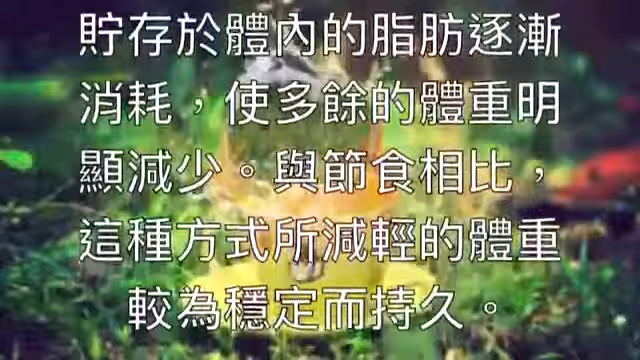 貯存於體內的脂肪逐漸
消耗，使多餘的體重明
顯減少。與節食相比，
這種方式所減輕的體重
較為穩定而持久。